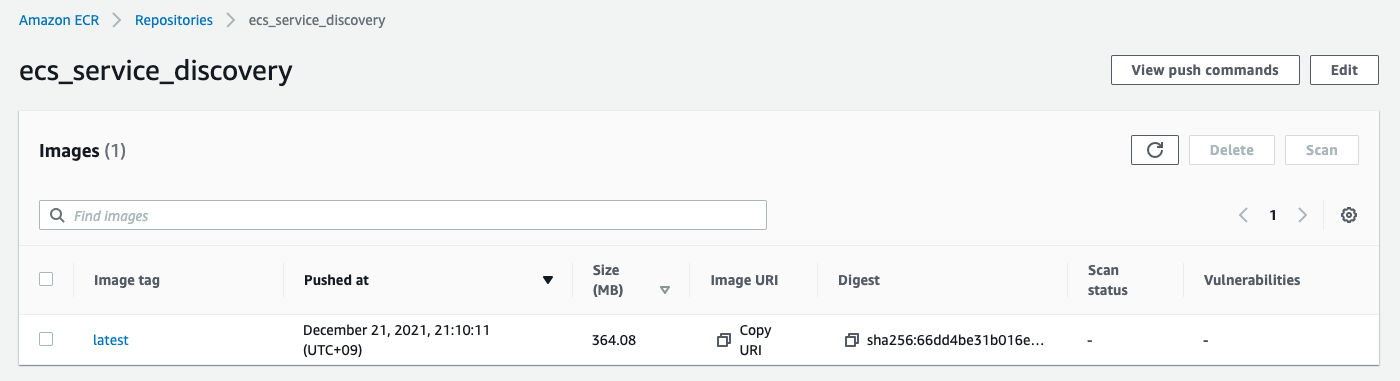 Amazon ECR > Repositories > ecs_service_discovery
ecs_service_discovery
View push commands
Edit
Images (1)
Delete
Scan
Find images
1
Image tag
Pushed at
Size
(MB)
Image URI
Digest
Scan
status
Vulnerabilities
latest
December 21, 2021, 21:10:11
(UTC+09)
364.08
Copy
URI
sha256:66dd4be31b016e...
-
-